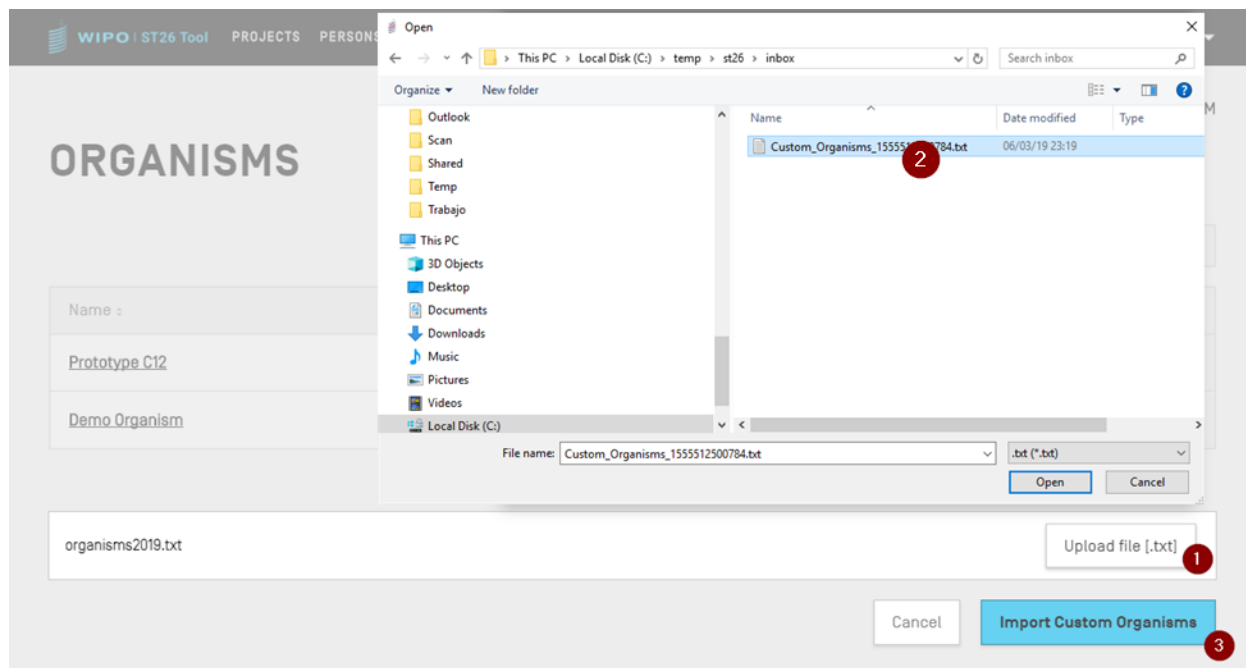 WIPO | ST26 Tool PROJECTS PERSONS
ORGANISMS
Name
Prototype C12
Demo Organism
Open
This PC > Local Disk (C:) > temp > st26 > inbox
Search inbox
Organize
New folder
Outlook
Scan
Shared
Temp
Trabajo
This PC
3D Objects
Desktop
Documents
Downloads
Music
Pictures
Videos
Local Disk (C:)
Name Date modified Type
Custom_Organisms_15555 784.txt 06/03/19 23:19
2
File name: Custom_Organisms_1555512500784.txt
.txt (*.txt)
Open Cancel
M
organisms2019.txt
Upload file [.txt]
1
Cancel
Import Custom Organisms
3